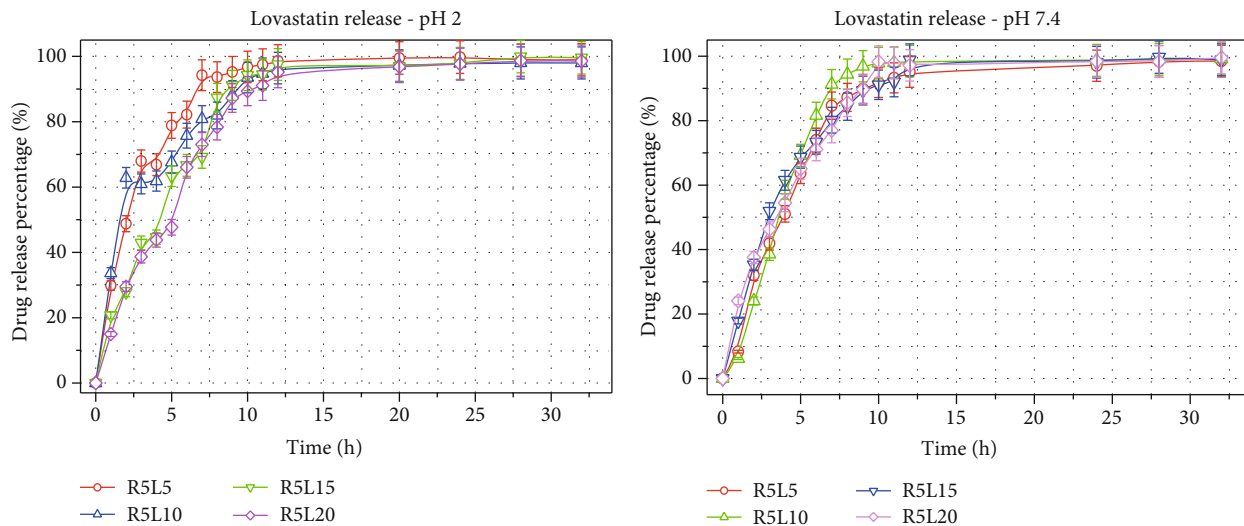 Lovastatin release - pH 2
Drug release percentage (%)
100
80
60
40
20
0
0 5 10 15 20 25 30
Time (h)
R5L5 R5L15
R5L10 R5L20
Lovastatin release - pH 7.4
Drug release percentage (%)
100
80
60
40
20
0
0 5 10 15 20 25 30
Time (h)
R5L5 R5L15
R5L10 R5L20